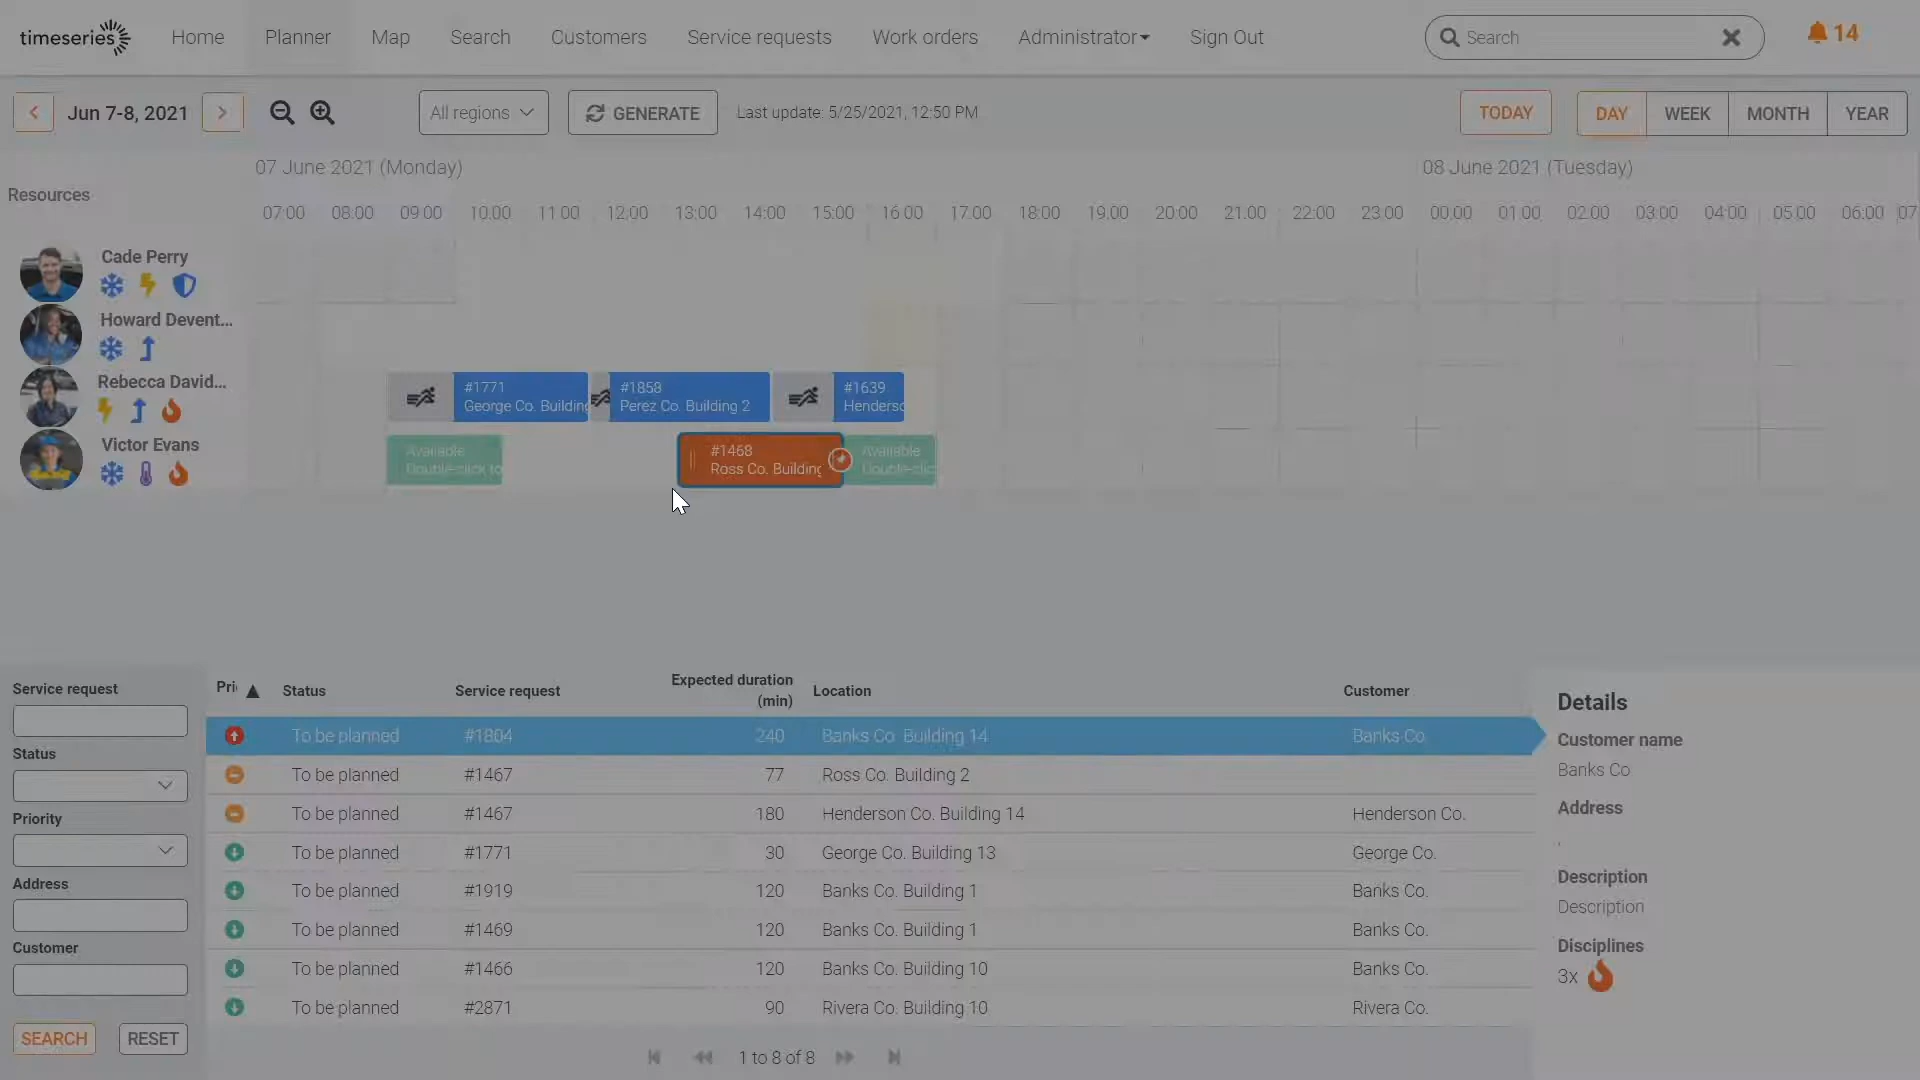 timeseries
Home
Planner
Map
Search
Customers
Service requests
Work orders
Administrator
Sign Out
Search
14
Jun 7-8, 2021
All regions
GENERATE
Last update: 5/25/2021, 12:50 PM
TODAY
DAY
WEEK
MONTH
YEAR
07 June 2021 (Monday)
08 June 2021 (Tuesday)
Resources
07:00 08:00 09:00 10:00 11:00 12:00 13:00 14:00 15:00 16:00 17:00 18:00 19:00 20:00 21:00 22:00 23:00 00:00 01:00 02:00 03:00 04:00 05:00 06:00 07
Cade Perry
Howard Devent...
Rebecca David...
#1771
George Co. Building
#1858
Perez Co. Building 2
#1639
Henderso
Victor Evans
Available
Double-click to
#1468
Ross Co. Building
Available
Double-clic
Service request
Status
Priority
Address
Customer
SEARCH
RESET
Pri
Status
Service request
Expected duration
(min)
Location
Customer
To be planned #1804 240 Banks Co. Building 14 Banks Co.
To be planned #1467 77 Ross Co. Building 2
To be planned #1467 180 Henderson Co. Building 14 Henderson Co.
To be planned #1771 30 George Co. Building 13 George Co.
To be planned #1919 120 Banks Co. Building 1 Banks Co.
To be planned #1469 120 Banks Co. Building 1 Banks Co.
To be planned #1466 120 Banks Co. Building 10 Banks Co.
To be planned #2871 90 Rivera Co. Building 10 Rivera Co.
1 to 8 of 8
Details
Customer name
Banks Co
Address
,
Description
Description
Disciplines
3x